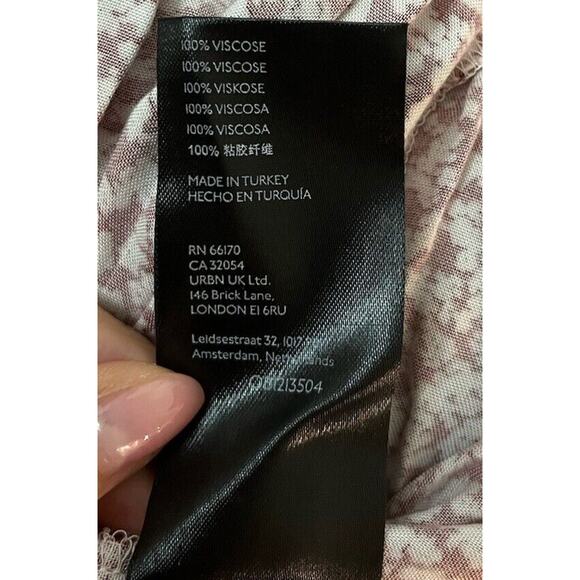 100% VISCOSE
100% VISCOSE
100% VISKOSE
100% VISCOSA
100% VISCOSA
100% 粘胶纤维
MADE IN TURKEY
HECHO EN TURQUÍA
RN 66170
CA 32054
URBN UK Ltd.
146 Brick Lane,
LONDON E1 6RU
Leidsestraat 32,
Amsterdam, Netherlands